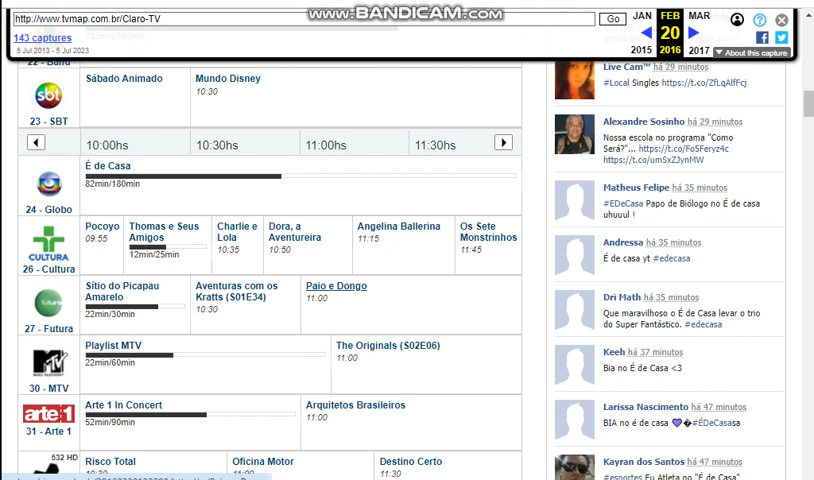 www.BANDICAM.com
http://www.tvmap.com.br/Claro-TV
Go
JAN
FEB
MAR
143 captures
20
5 Jul 2013 - 5 Jul 2023
2015
2016
2017
About this capture
22 - Band
Sábado Animado
Mundo Disney
10:30
SBT
23 - SBT
10:00hs
10:30hs
11:00hs
11:30hs
É de Casa
82min/180min
24 - Globo
Pocoyo
09:55
Thomas e Seus
Amigos
12min/25min
Charlie e
Lola
10:35
Dora, a
Aventureira
10:50
Angelina Ballerina
11:15
Os Sete
Monstrinhos
11:45
CULTURA
26 - Cultura
Sítio do Picapau
Amarelo
22min/30min
Aventuras com os
Kratts (S01E34)
10:30
Paio e Dongo
11:00
futura
27 - Futura
Playlist MTV
22min/60min
The Originals (S02E06)
11:00
30 - MTV
Arte 1 In Concert
52min/90min
Arquitetos Brasileiros
11:00
arte1
31 - Arte 1
532 HD
Risco Total
10:30
Oficina Motor
11:00
Destino Certo
11:30
Live Cam™ há 29 minutos
#Local Singles https://t.co/ZfLqAlfFcj
Alexandre Sosinho há 29 minutos
Nossa escola no programa "Como
Será?"... https://t.co/Fo5Feryz4c
https://t.co/umSxZJynMW
Matheus Felipe há 35 minutos
#EDeCasa Papo de Biólogo no É de casa
uhuuul !
Andressa há 35 minutos
É de casa yt #edecasa
Dri Math há 35 minutos
Que maravilhoso o É de Casa levar o trio
do Super Fantástico. #edecasa
Keeh há 37 minutos
Bia no É de Casa <3
Larissa Nascimento há 47 minutos
BIA no é de casa 💜� #ÉDeCasasa
Kayran dos Santos há 47 minutos
#esportes Eu Atleta no "É de Casa"